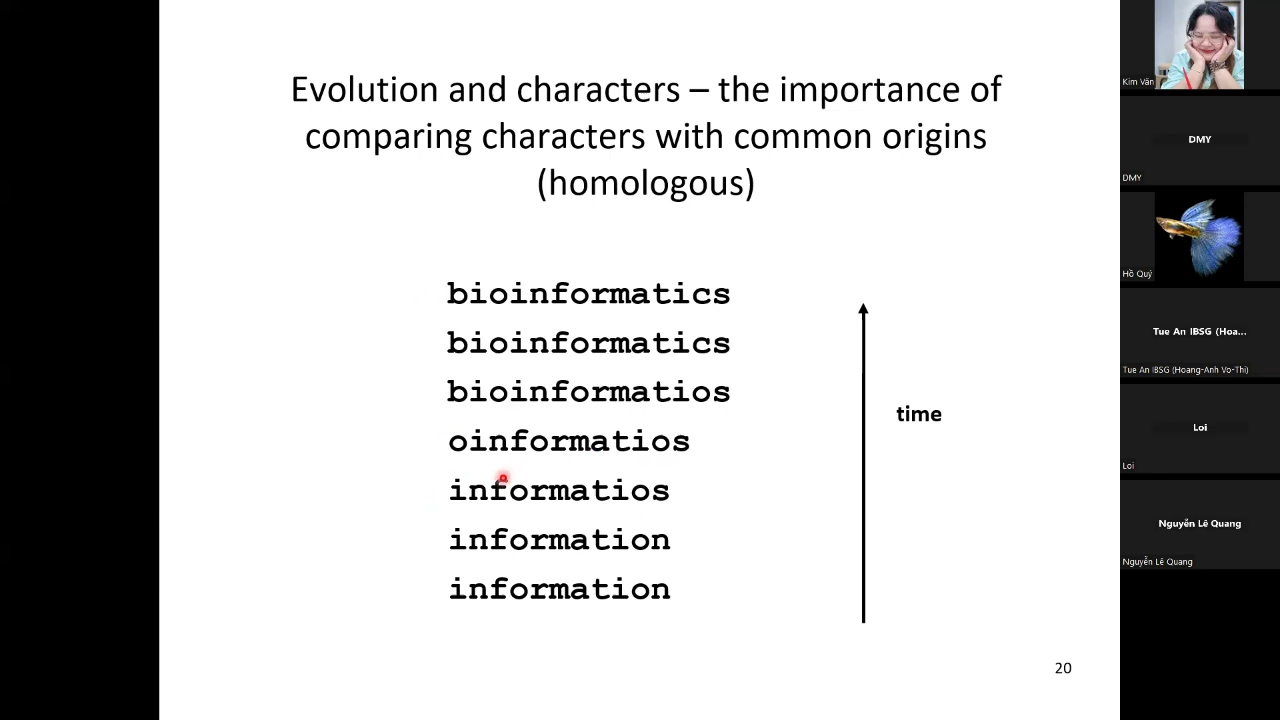 Evolution and characters – the importance of
comparing characters with common origins
(homologous)
bioinformatics
bioinformatics
bioinformatios
oinformatios
informatios
information
information
time
20
Kim Vân
DMY
DMY
Hồ Quý
Tue An IBSG (Hoa...
Tue An IBSG (Hoang-Anh Vo-Thi)
Loi
Loi
Nguyễn Lê Quang
Nguyễn Lê Quang